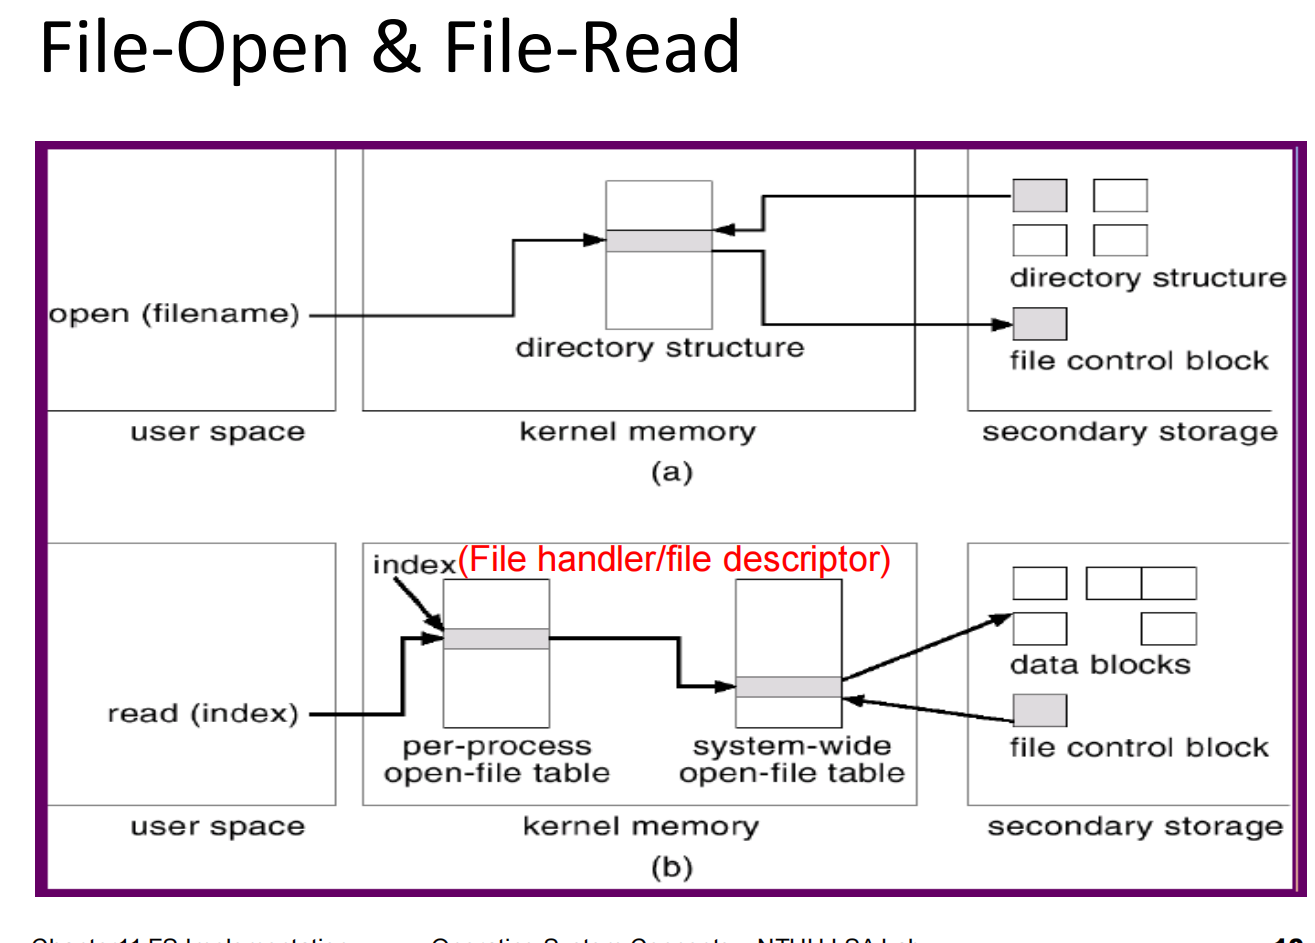 File-Open & File-Read
directory structure
open (filename)
directory structure
file control block
user space
kernel memory
secondary storage
(a)
index(File handler/file descriptor)
data blocks
read (index)
per-process
open-file table
system-wide
open-file table
file control block
user space
kernel memory
secondary storage
(b)